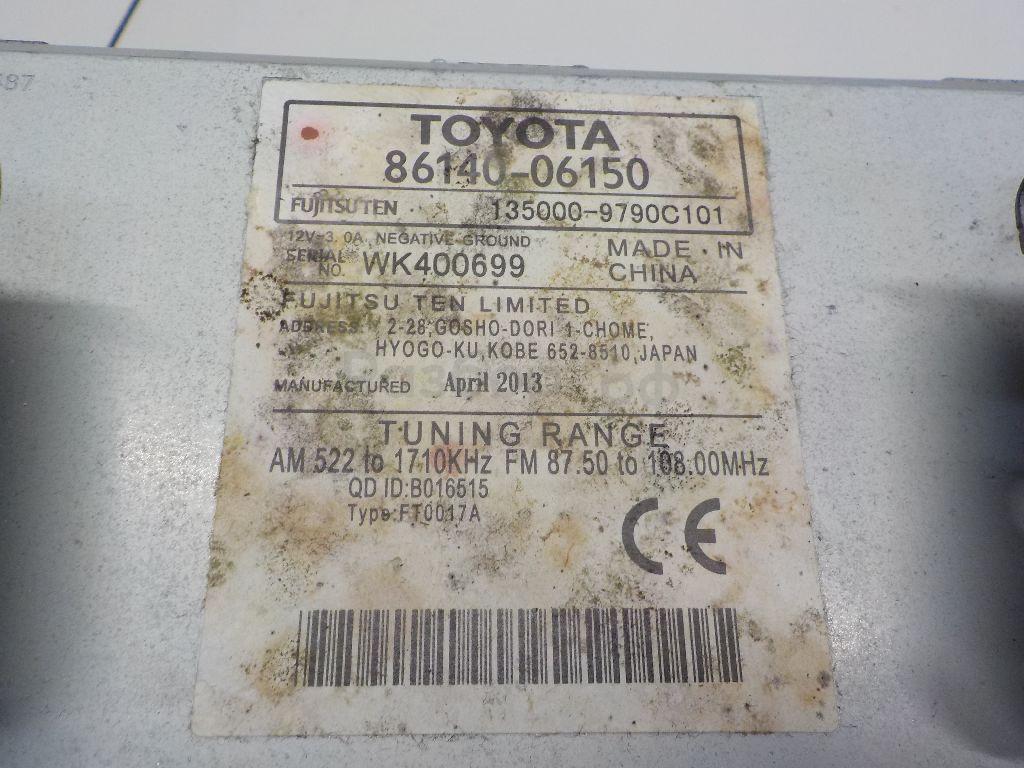 TOYOTA
86140-06150
FUJITSU TEN 135000-9790C101
12V-3.0A NEGATIVE GROUND
SERIAL NO. WK400699
MADE IN CHINA
FUJITSU TEN LIMITED
ADDRESS 2-28,GOSHO-DORI 1-CHOME,
HYOGO-KU,KOBE 652-8510,JAPAN
MANUFACTURED April 2013
TUNING RANGE
AM 522 to 1710KHz FM 87.50 to 108.00MHz
QD ID:B016515
Type:FT0017A
CE